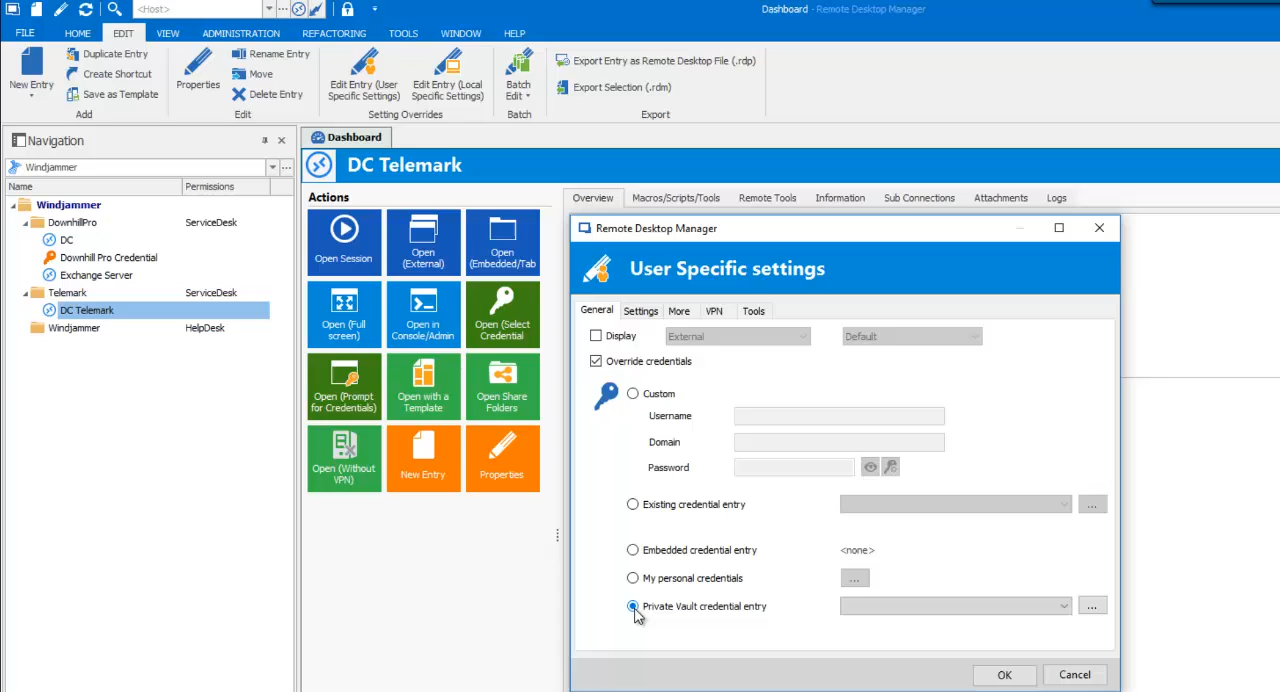 <Host>
Dashboard - Remote Desktop Manager
FILE HOME EDIT VIEW ADMINISTRATION REFACTORING TOOLS WINDOW HELP
New Entry
Duplicate Entry
Create Shortcut
Save as Template
Add
Properties
Rename Entry
Move
Delete Entry
Edit
Edit Entry (User
Specific Settings)
Edit Entry (Local
Specific Settings)
Setting Overrides
Batch
Edit
Batch
Export Entry as Remote Desktop File (.rdp)
Export Selection (.rdm)
Export
Navigation
Windjammer
Name Permissions
Windjammer
DownhillPro ServiceDesk
DC
Downhill Pro Credential
Exchange Server
Telemark ServiceDesk
DC Telemark
Windjammer HelpDesk
Dashboard
DC Telemark
Actions
Open Session
Open
(External)
Open
(Embedded/Tab
Open (Full
screen)
Open in
Console/Admin
Open (Select
Credential
Open (Prompt
for Credentials)
Open with a
Template
Open Share
Folders
Open (Without
VPN)
New Entry
Properties
Overview Macros/Scripts/Tools Remote Tools Information Sub Connections Attachments Logs
Remote Desktop Manager
User Specific settings
General Settings More VPN Tools
Display External Default
Override credentials
Custom
Username
Domain
Password
Existing credential entry ...
Embedded credential entry <none>
My personal credentials ...
Private Vault credential entry ...
OK Cancel